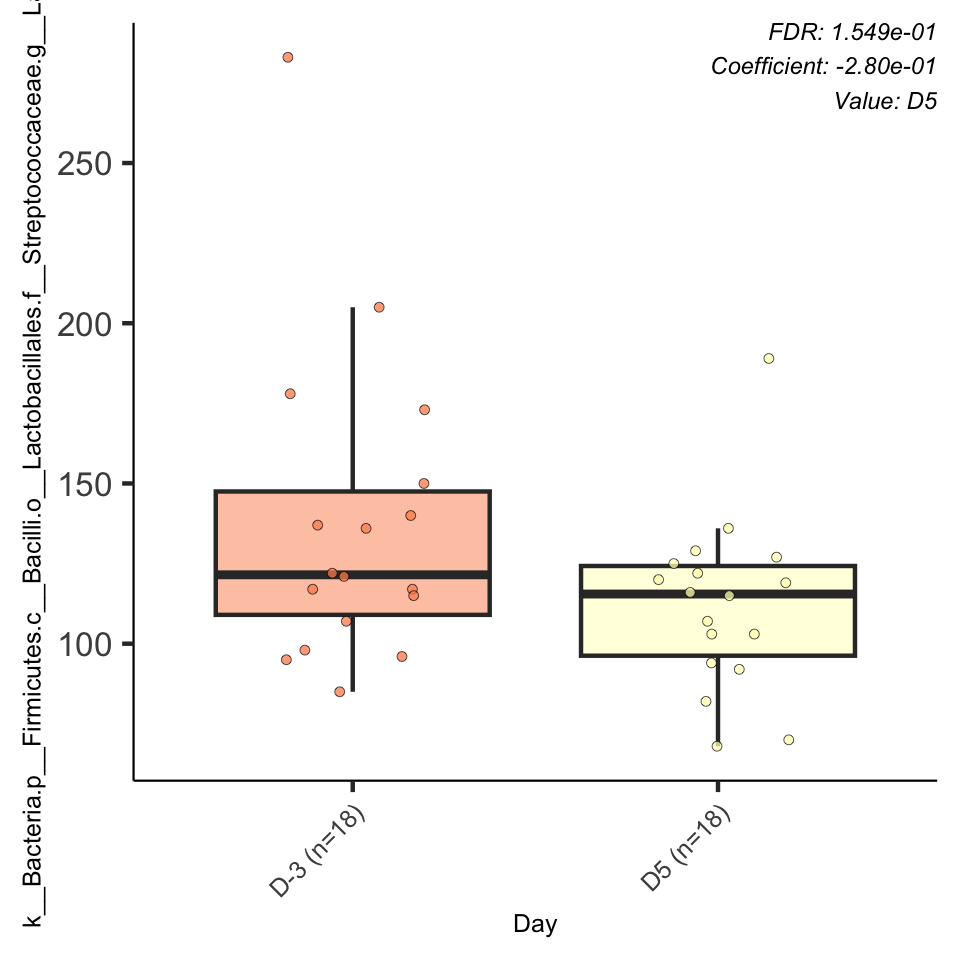 FDR: 1.549e-01
Coefficient: -2.80e-01
Value: D5
k__Bacteria.p__Firmicutes.c__Bacilli.o__Lactobacillales.f__Streptococcaceae.g__La
250
200
150
100
D-3 (n=18)
D5 (n=18)
Day